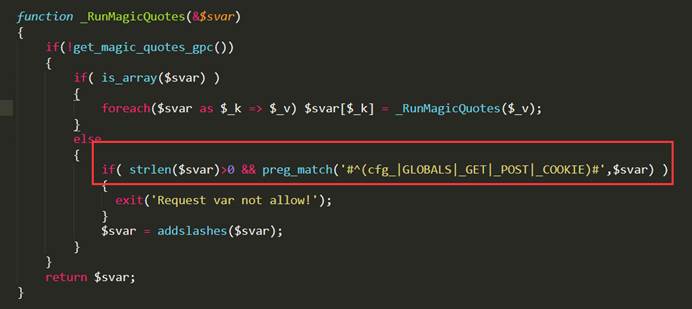 function _RunMagicQuotes(&$svar)
{
if(!get_magic_quotes_gpc())
{
if( is_array($svar) )
{
foreach($svar as $_k => $_v) $svar[$_k] = _RunMagicQuotes($_v);
}
else
{
if( strlen($svar)>0 && preg_match('#^(cfg_|GLOBALS|_GET|_POST|_COOKIE)#',$svar) )
{
exit('Request var not allow!');
}
$svar = addslashes($svar);
}
}
return $svar;
}